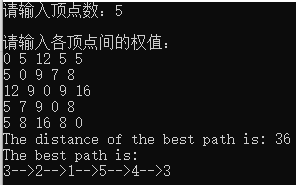 请输入顶点数：5
请输入各顶点间的权值：
0 5 12 5 5
5 0 9 7 8
12 9 0 9 16
5 7 9 0 8
5 8 16 8 0
The distance of the best path is: 36
The best path is:
3-->2-->1-->5-->4-->3